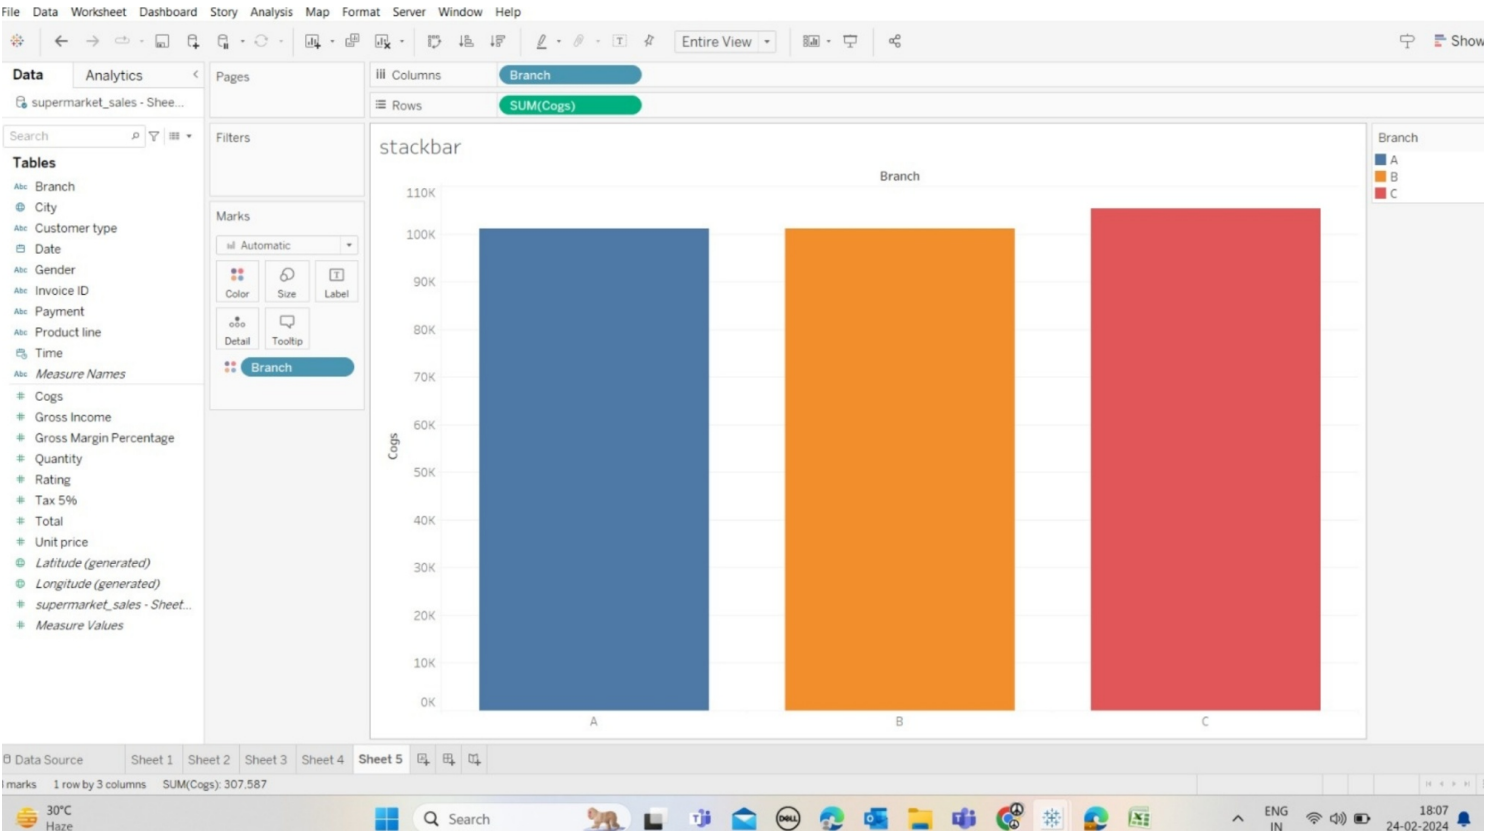 File Data Worksheet Dashboard Story Analysis Map Format Server Window Help
Entire View
Show
Data Analytics
supermarket_sales - Shee...
Search
Tables
Branch
City
Customer type
Date
Gender
Invoice ID
Payment
Product line
Time
Measure Names
Cogs
Gross Income
Gross Margin Percentage
Quantity
Rating
Tax 5%
Total
Unit price
Latitude (generated)
Longitude (generated)
supermarket_sales - Sheet...
Measure Values
Pages
Filters
Marks
Automatic
Color Size Label
Detail Tooltip
Branch
Columns Branch
Rows SUM(Cogs)
stackbar
Branch
110K
100K
90K
80K
70K
60K
50K
40K
30K
20K
10K
0K
Cogs
A B C
Branch
A
B
C
Data Source Sheet 1 Sheet 2 Sheet 3 Sheet 4 Sheet 5
marks 1 row by 3 columns SUM(Cogs): 307,587
30°C
Haze
Search
DELL
ENG
IN
18:07
24-02-2024